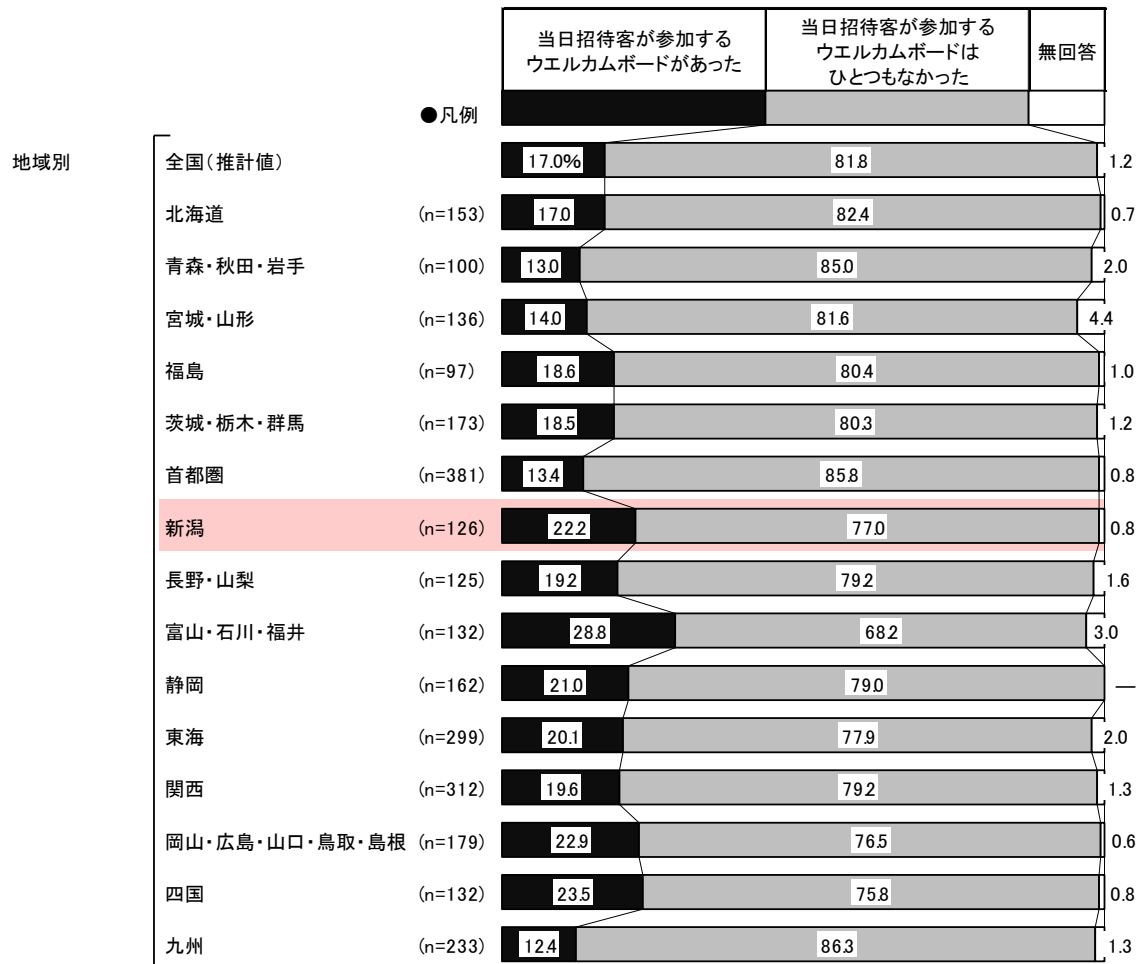 当日招待客が参加する
ウエルカムボードがあった
当日招待客が参加する
ウエルカムボードは
ひとつもなかった
無回答
●凡例
地域別
全国(推計値) 17.0% 81.8 1.2
北海道 (n=153) 17.0 82.4 0.7
青森・秋田・岩手 (n=100) 13.0 85.0 2.0
宮城・山形 (n=136) 14.0 81.6 4.4
福島 (n=97) 18.6 80.4 1.0
茨城・栃木・群馬 (n=173) 18.5 80.3 1.2
首都圏 (n=381) 13.4 85.8 0.8
新潟 (n=126) 22.2 77.0 0.8
長野・山梨 (n=125) 19.2 79.2 1.6
富山・石川・福井 (n=132) 28.8 68.2 3.0
静岡 (n=162) 21.0 79.0 ―
東海 (n=299) 20.1 77.9 2.0
関西 (n=312) 19.6 79.2 1.3
岡山・広島・山口・鳥取・島根 (n=179) 22.9 76.5 0.6
四国 (n=132) 23.5 75.8 0.8
九州 (n=233) 12.4 86.3 1.3